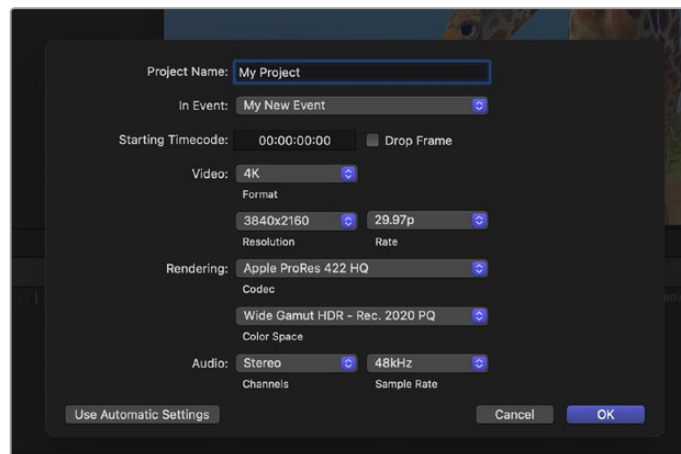 Project Name: My Project
In Event: My New Event
Starting Timecode: 00:00:00:00 Drop Frame
Video: 4K
Format
3840x2160 29.97p
Resolution Rate
Rendering: Apple ProRes 422 HQ
Codec
Wide Gamut HDR - Rec. 2020 PQ
Color Space
Audio: Stereo 48kHz
Channels Sample Rate
Use Automatic Settings Cancel OK